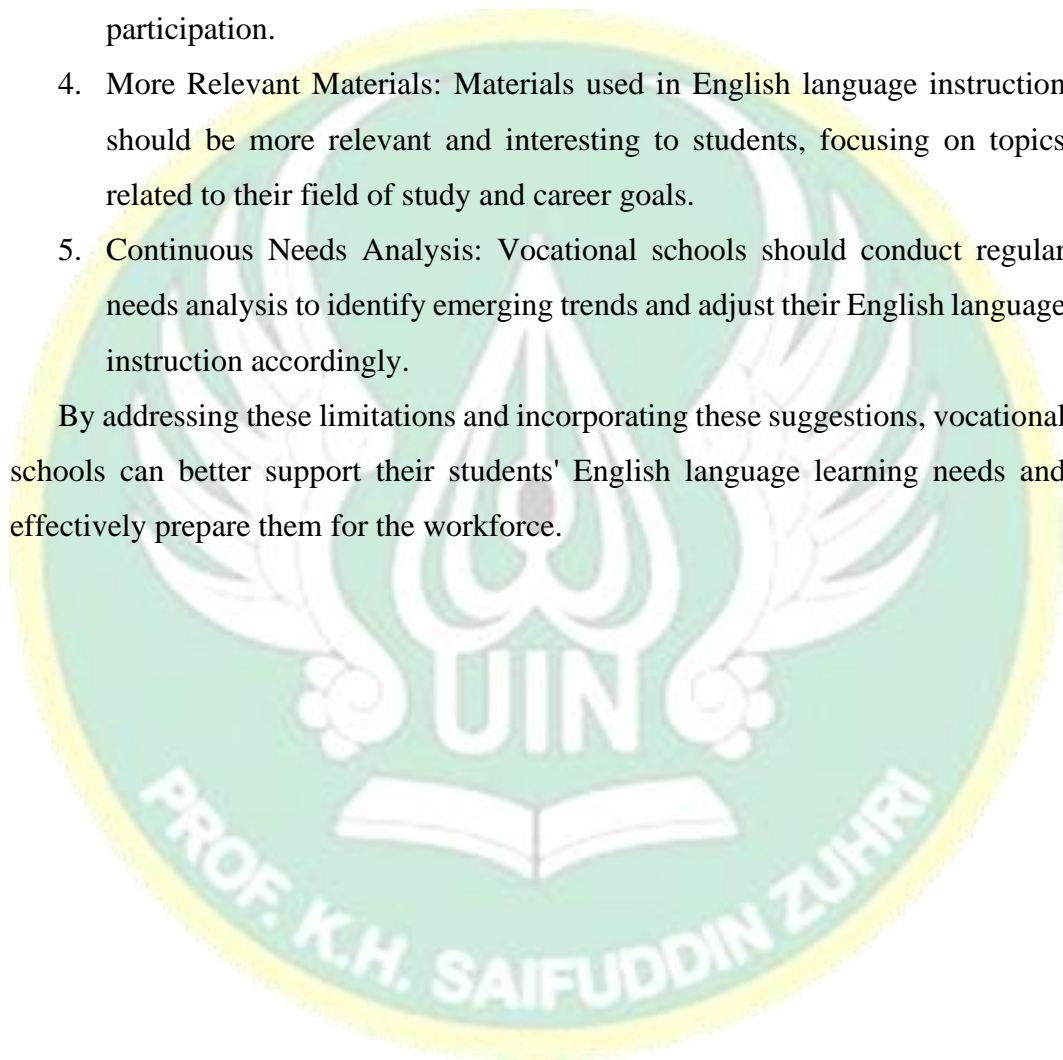 participation.
4. More Relevant Materials: Materials used in English language instruction
should be more relevant and interesting to students, focusing on topics
related to their field of study and career goals.
5. Continuous Needs Analysis: Vocational schools should conduct regular
needs analysis to identify emerging trends and adjust their English language
instruction accordingly.
By addressing these limitations and incorporating these suggestions, vocational
schools can better support their students' English language learning needs and
effectively prepare them for the workforce.
UIN
PROF. K.H. SAIFUDDIN ZUHRI